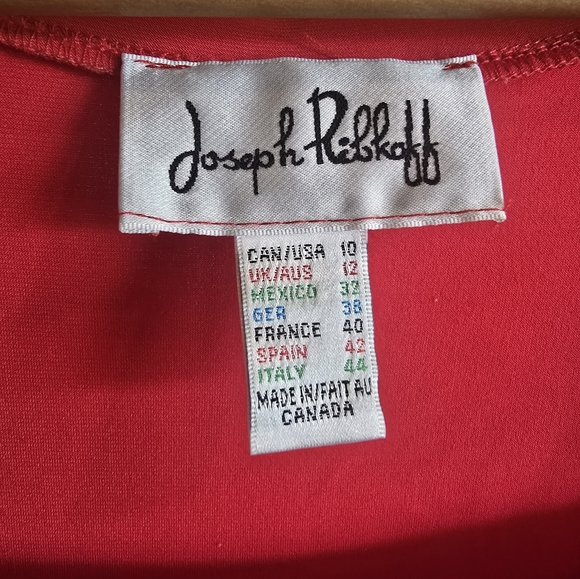 Joseph Ribkoff
CAN/USA 10
UK/AUS 12
MEXICO 32
GER 38
FRANCE 40
SPAIN 42
ITALY 44
MADE IN/FAIT AU
CANADA